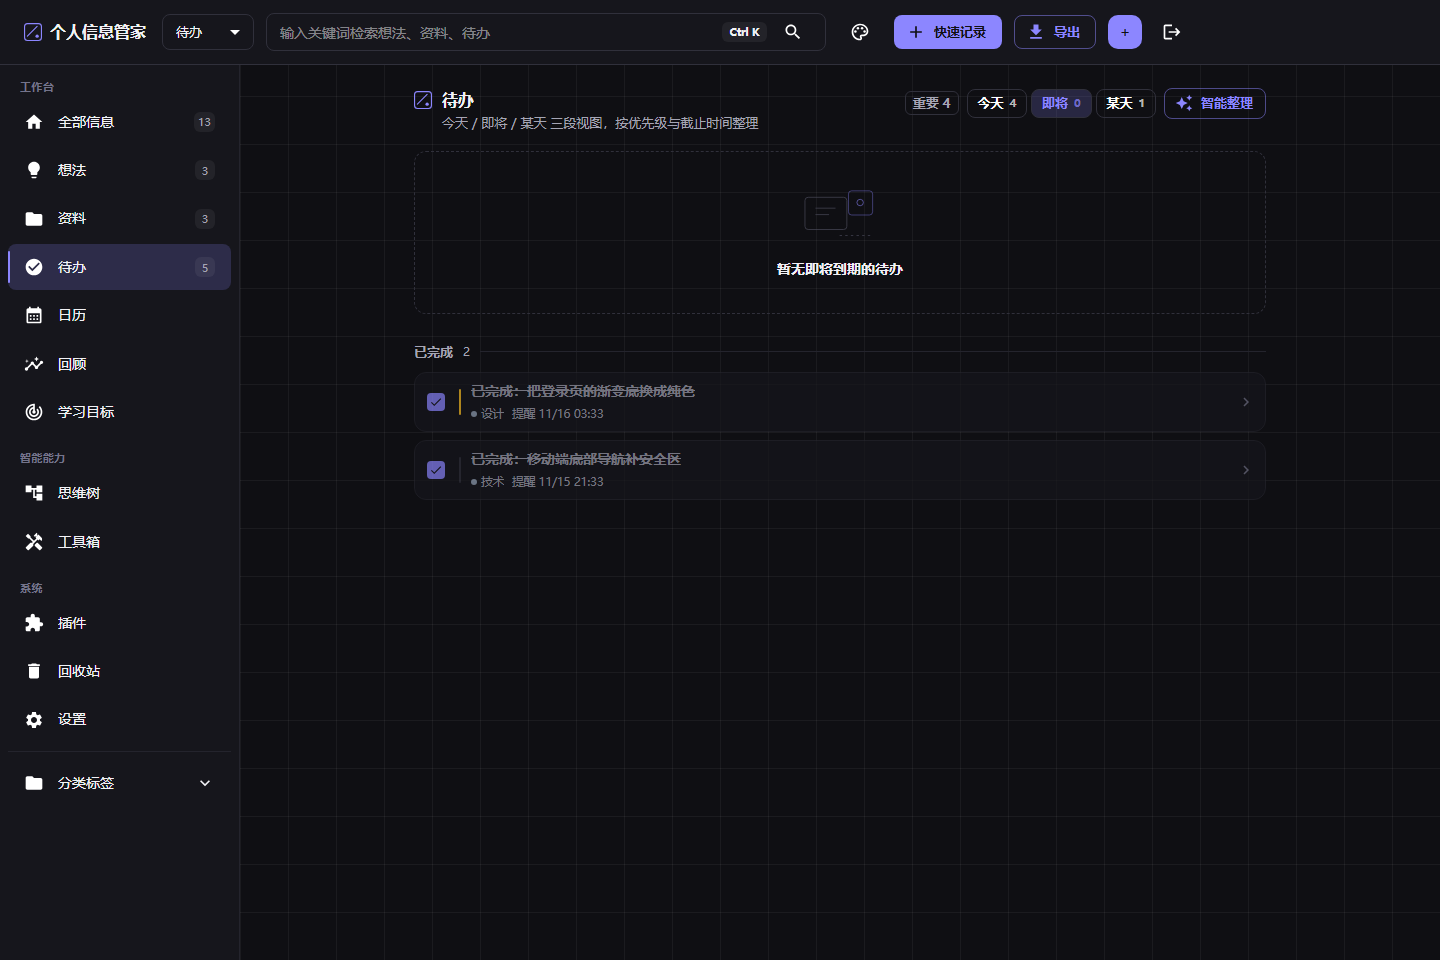 个人信息管家
待办
输入关键词检索想法、资料、待办
Ctrl K
快速记录
导出
+
工作台
全部信息 13
想法 3
资料 3
待办 5
日历
回顾
学习目标
智能能力
思维树
工具箱
系统
插件
回收站
设置
分类标签
待办
今天 / 即将 / 某天 三段视图，按优先级与截止时间整理
重要 4
今天 4
即将 0
某天 1
智能整理
暂无即将到期的待办
已完成 2
已完成：把登录页的渐变底换成纯色
设计 提醒 11/16 03:33
已完成：移动端底部导航补安全区
技术 提醒 11/15 21:33